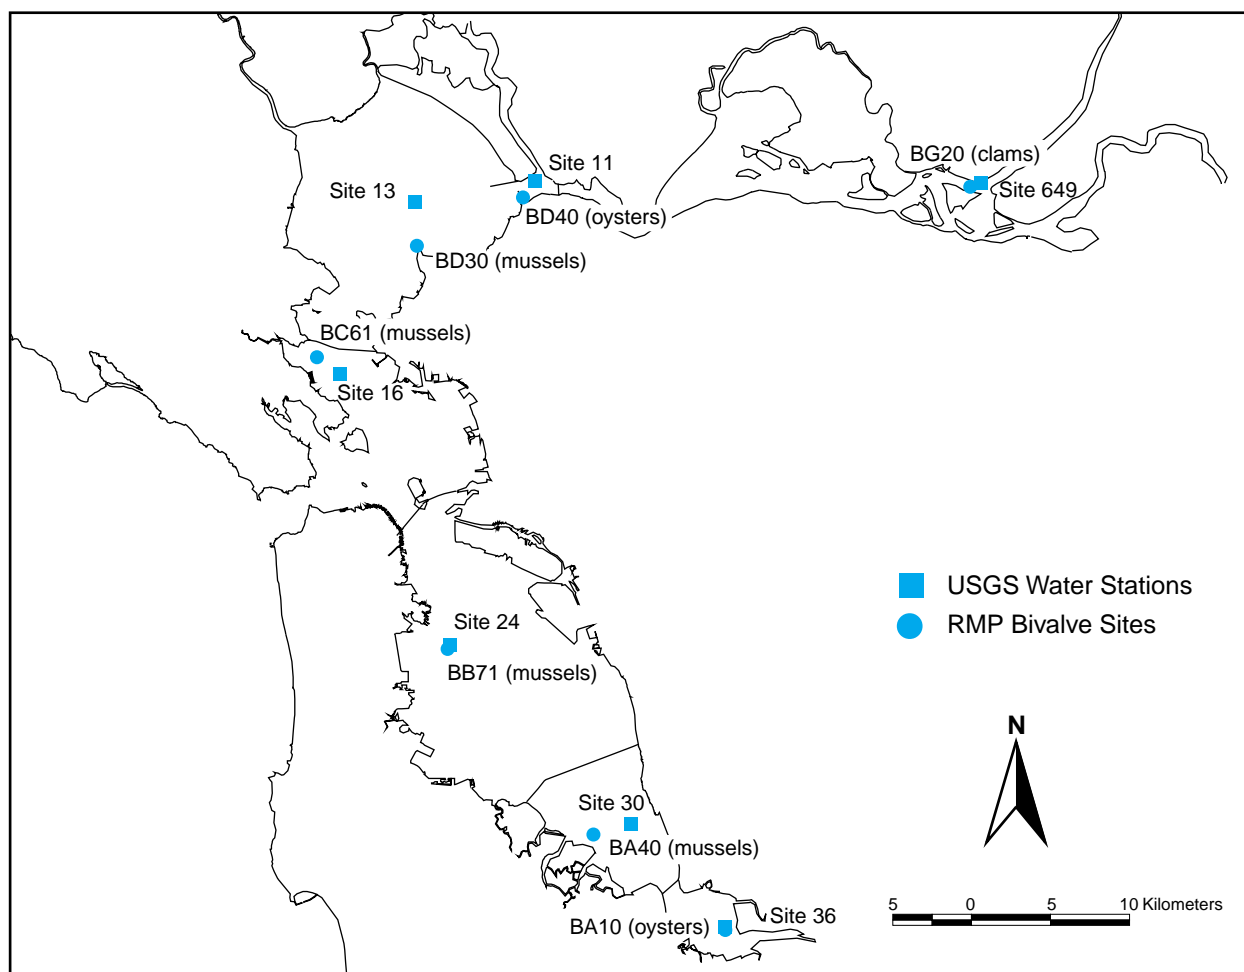 Site 11
BG20 (clams)
Site 13
Site 649
BD40 (oysters)
BD30 (mussels)
BC61 (mussels)
Site 16
USGS Water Stations
Site 24
RMP Bivalve Sites
BB71 (mussels)
N
Site 30
BA40 (mussels)
5 0 5 10 Kilometers
Site 36
BA10 (oysters)